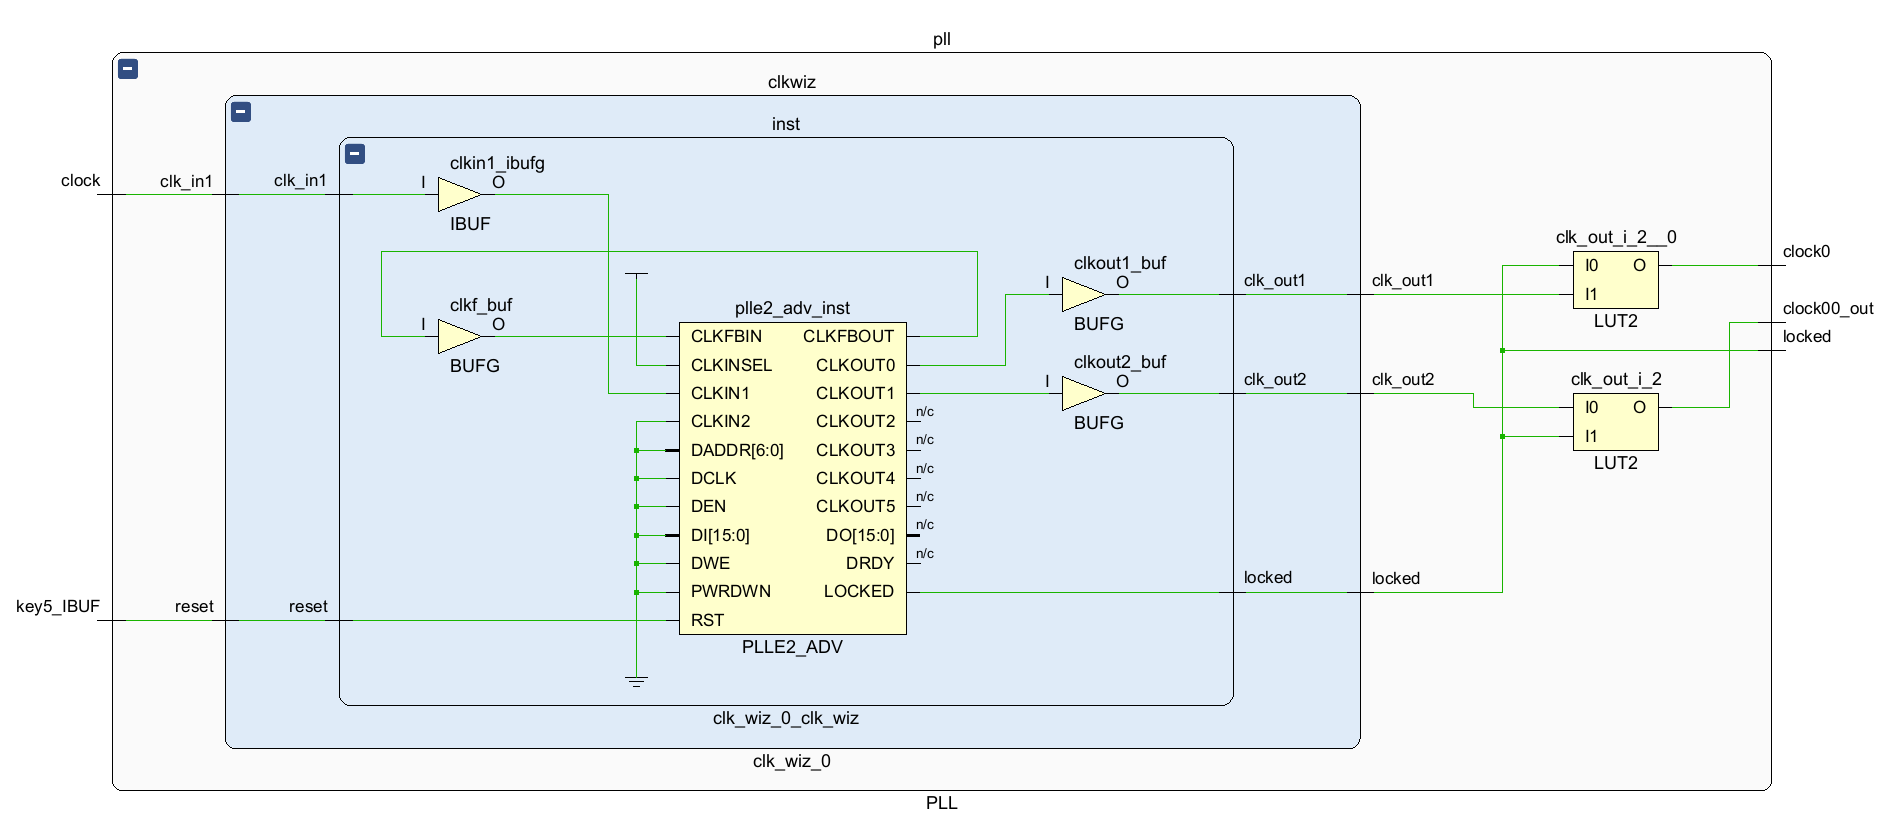 pll
clkwiz
inst
clkin1_ibufg
clock
clk_in1
clk_in1
I
O
IBUF
clk_out_i_2__0
clock0
I0
O
I1
LUT2
clkout1_buf
I
O
BUFG
clk_out1
clk_out1
clkf_buf
I
O
BUFG
plle2_adv_inst
CLKFBIN
CLKFBOUT
CLKINSEL
CLKOUT0
CLKIN1
CLKOUT1
CLKIN2
CLKOUT2
n/c
DADDR[6:0]
CLKOUT3
n/c
DCLK
CLKOUT4
n/c
DEN
CLKOUT5
n/c
DI[15:0]
DO[15:0]
n/c
DWE
DRDY
n/c
PWRDWN
LOCKED
RST
PLLE2_ADV
clkout2_buf
I
O
BUFG
clk_out2
clk_out2
clock00_out
locked
clk_out_i_2
I0
O
I1
LUT2
locked
locked
key5_IBUF
reset
reset
clk_wiz_0_clk_wiz
clk_wiz_0
PLL